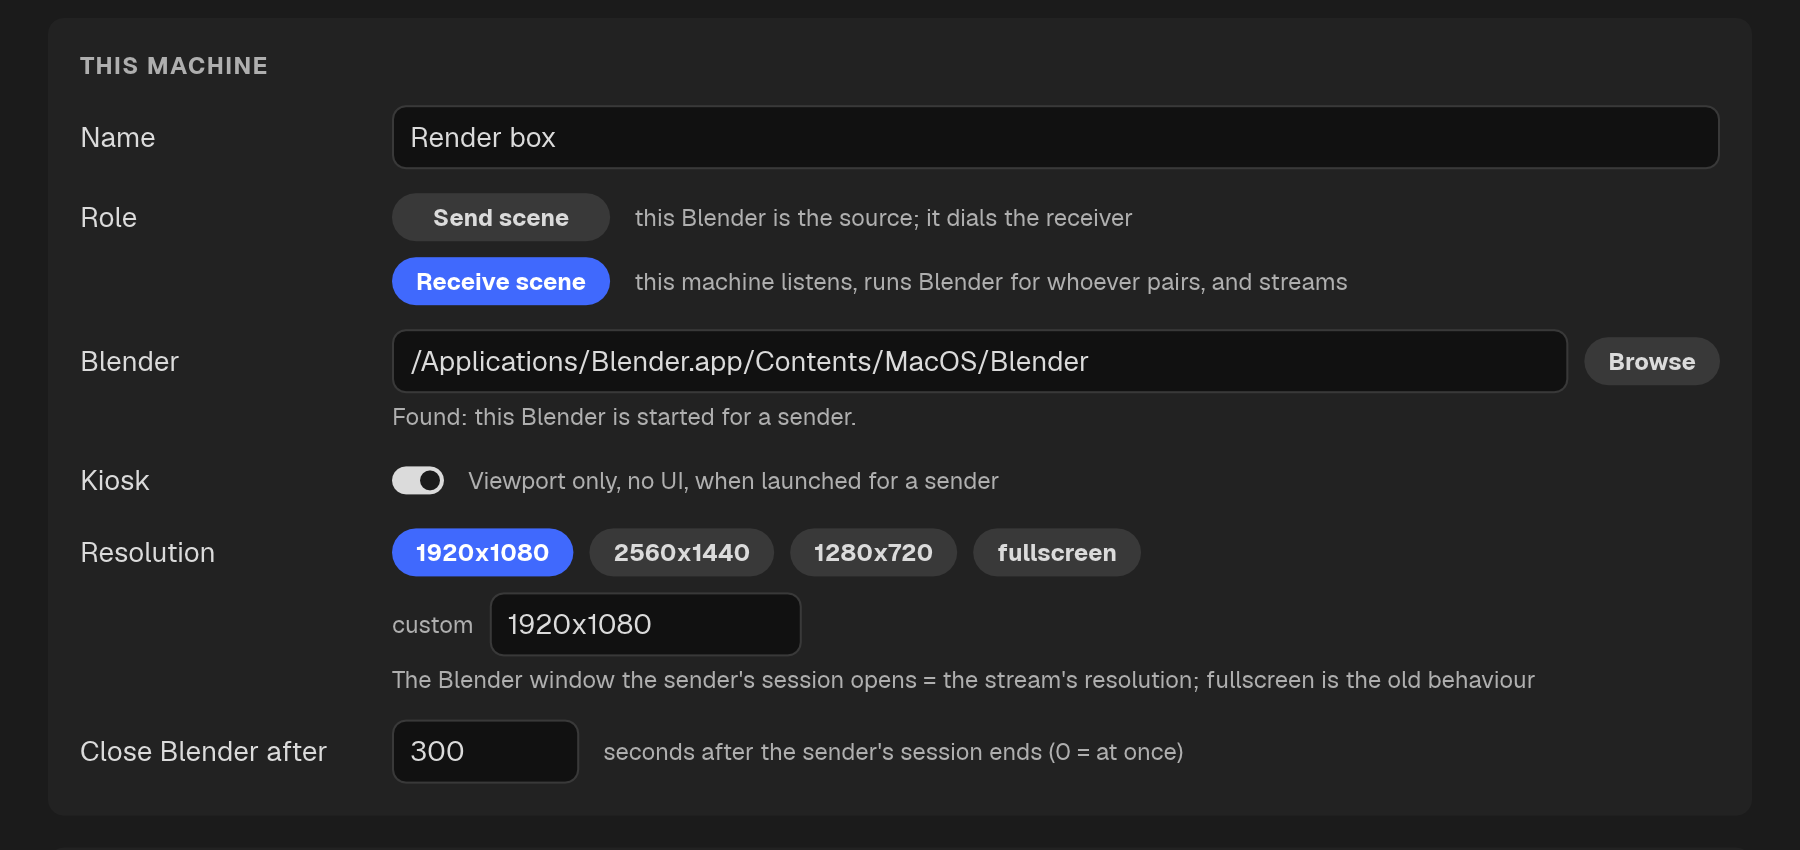 THIS MACHINE
Name Render box
Role Send scene this Blender is the source; it dials the receiver
Receive scene this machine listens, runs Blender for whoever pairs, and streams
Blender /Applications/Blender.app/Contents/MacOS/Blender Browse
Found: this Blender is started for a sender.
Kiosk Viewport only, no UI, when launched for a sender
Resolution 1920x1080 2560x1440 1280x720 fullscreen
custom 1920x1080
The Blender window the sender's session opens = the stream's resolution; fullscreen is the old behaviour
Close Blender after 300 seconds after the sender's session ends (0 = at once)